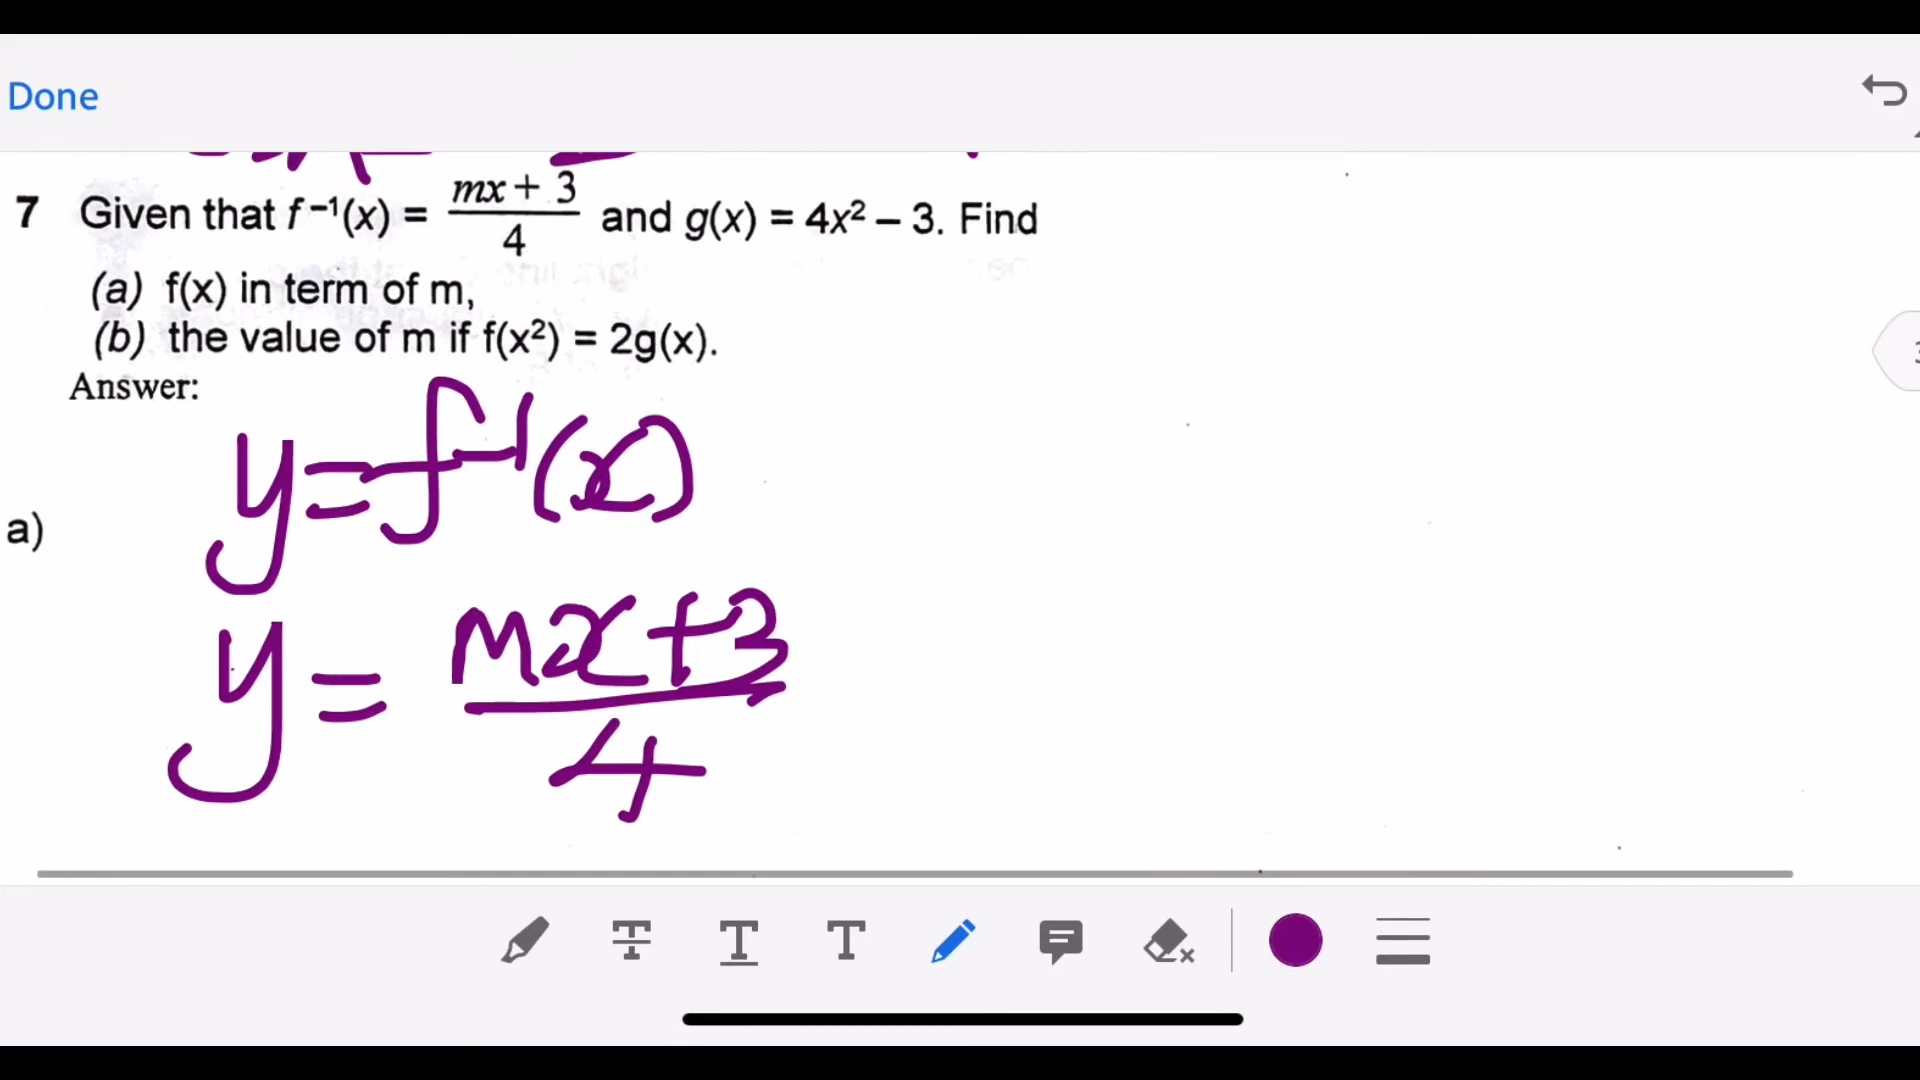 Done
7 Given that f⁻¹(x) = (mx + 3)/4 and g(x) = 4x² – 3. Find
(a) f(x) in term of m,
(b) the value of m if f(x²) = 2g(x).
Answer:
y=f⁻¹(x)
a)
y = (mx+3)/4